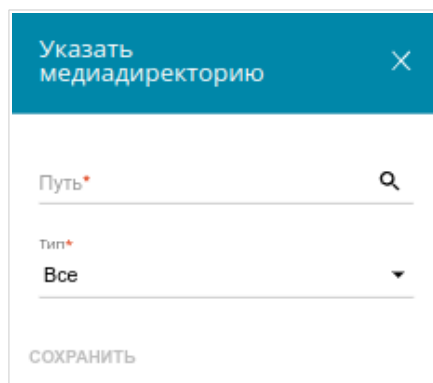 Указать
медиадиректорию
Путь*
Тип*
Все
СОХРАНИТЬ